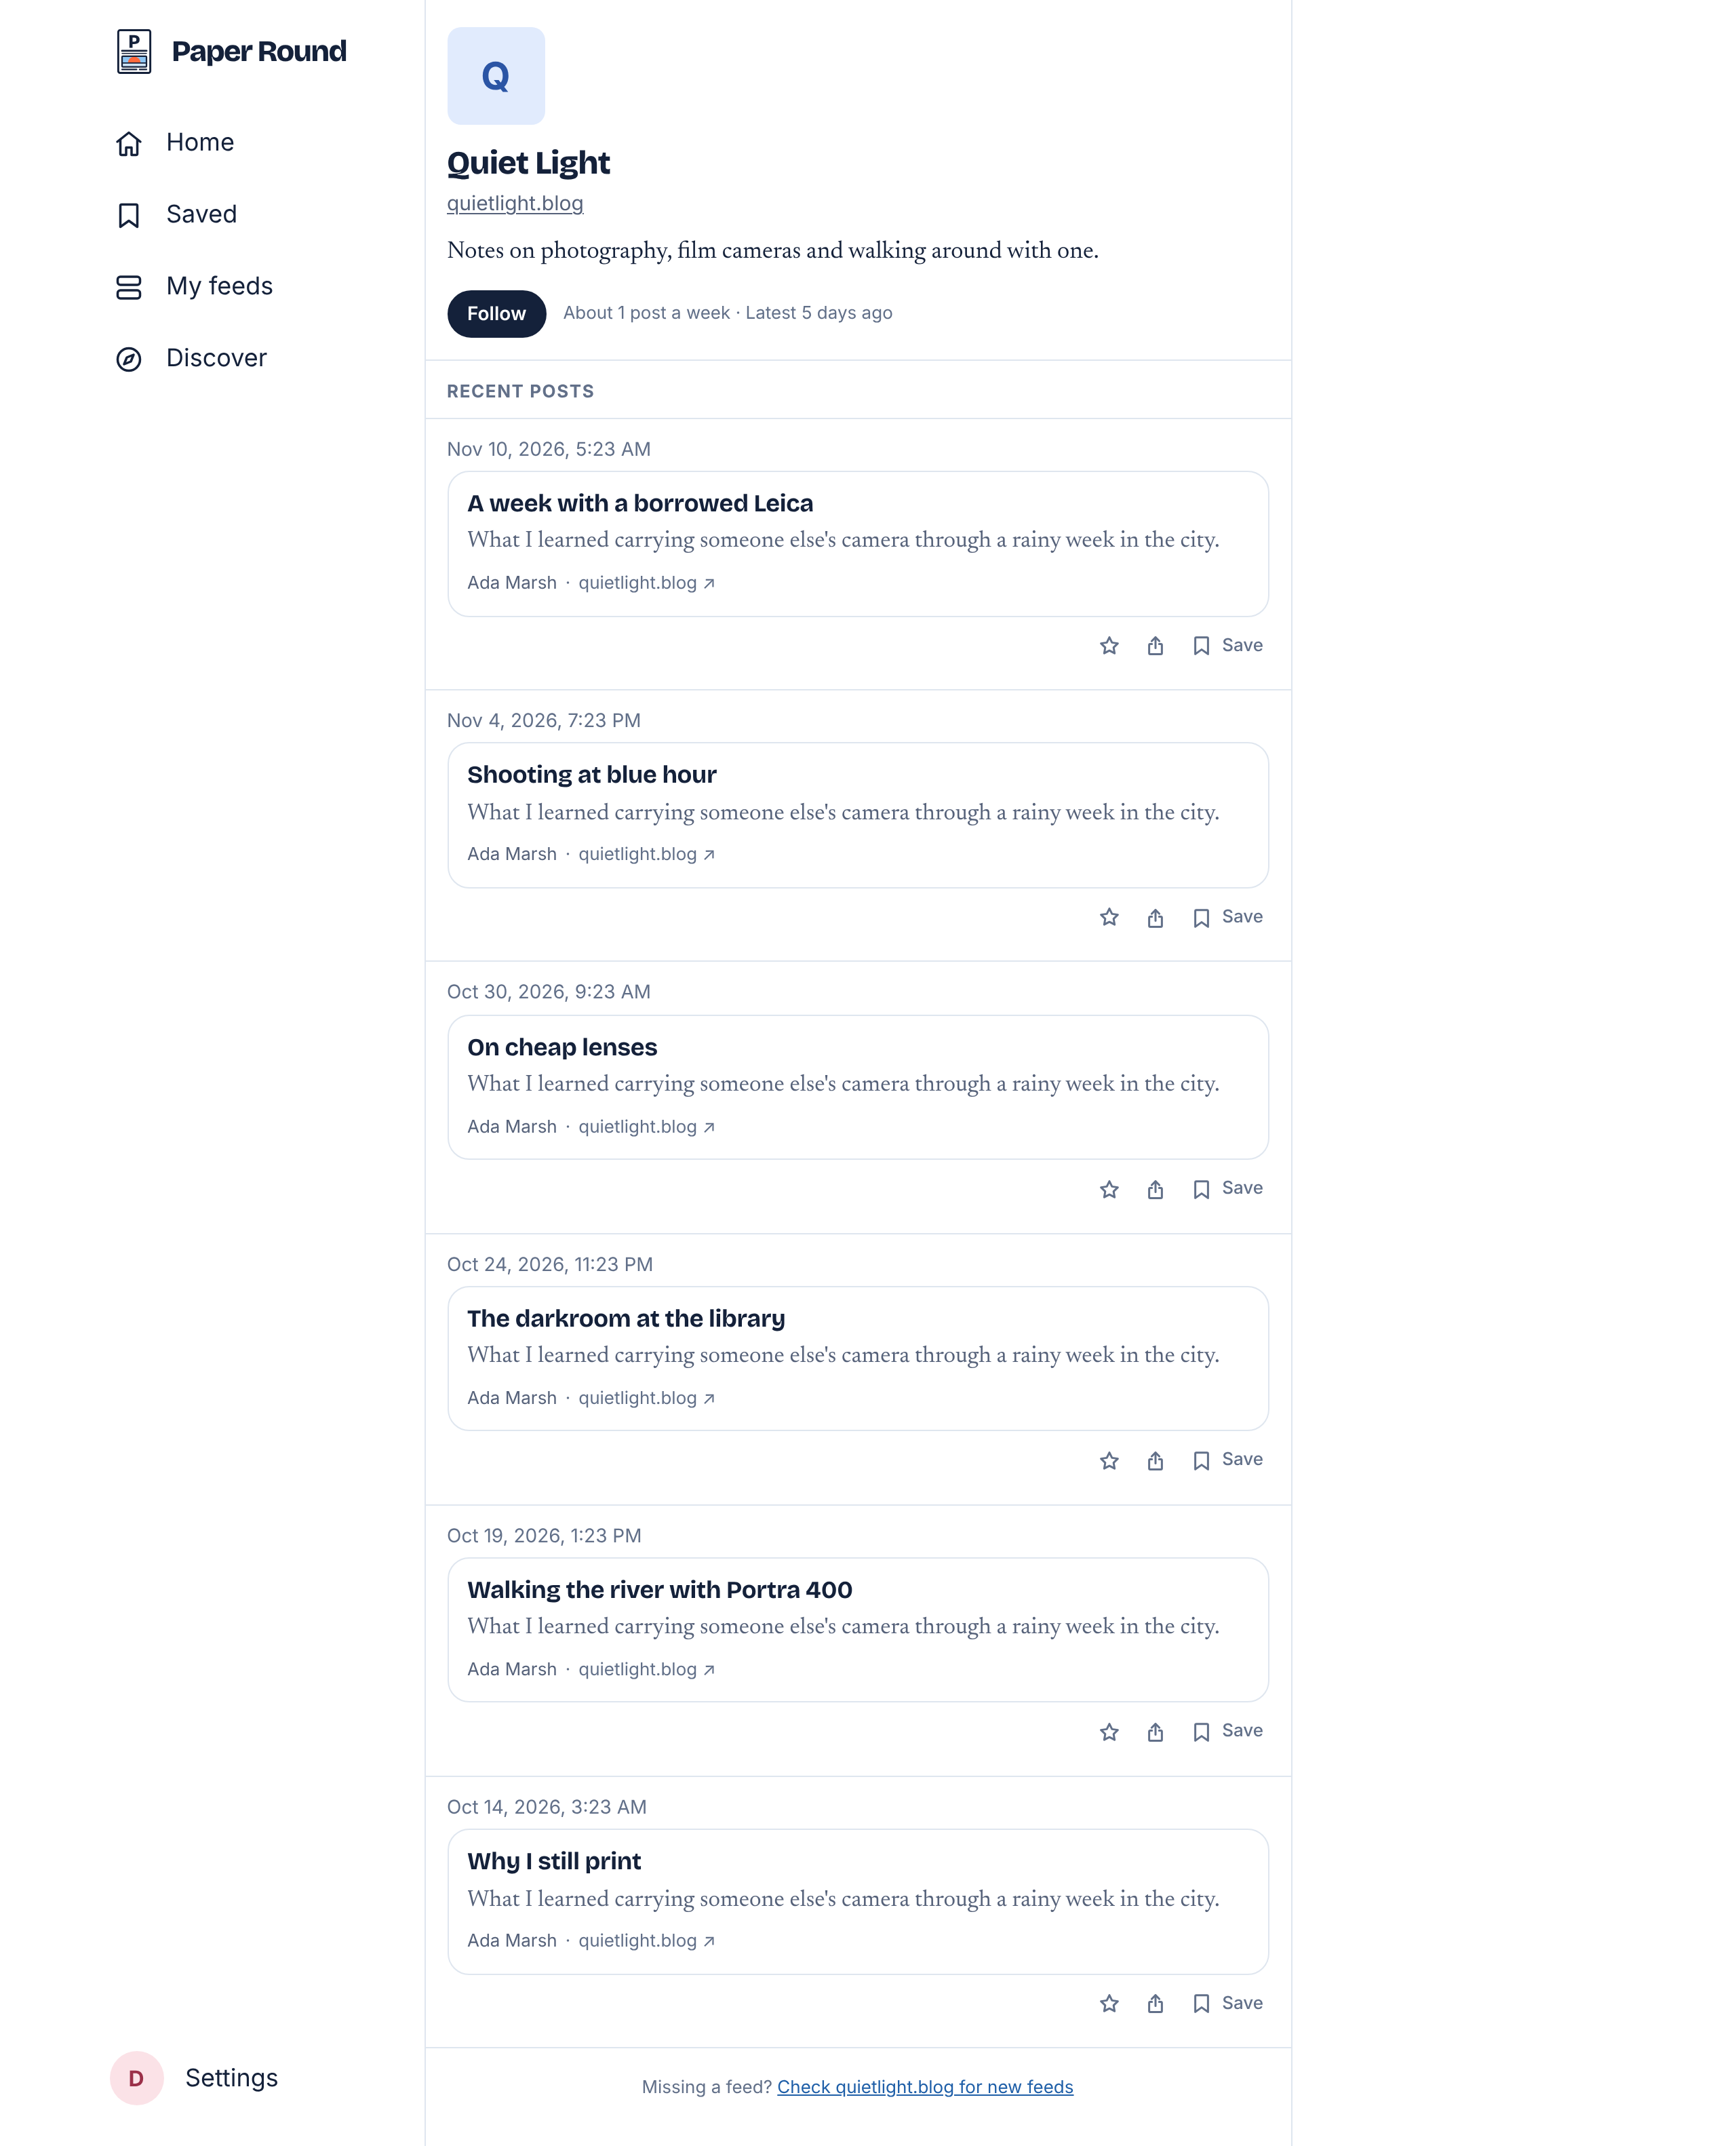 P
Paper Round
Home
Saved
My feeds
Discover
D
Settings
Q
Quiet Light
quietlight.blog
Notes on photography, film cameras and walking around with one.
Follow
About 1 post a week · Latest 5 days ago
RECENT POSTS
Nov 10, 2026, 5:23 AM
A week with a borrowed Leica
What I learned carrying someone else's camera through a rainy week in the city.
Ada Marsh · quietlight.blog ↗
Save
Nov 4, 2026, 7:23 PM
Shooting at blue hour
What I learned carrying someone else's camera through a rainy week in the city.
Ada Marsh · quietlight.blog ↗
Save
Oct 30, 2026, 9:23 AM
On cheap lenses
What I learned carrying someone else's camera through a rainy week in the city.
Ada Marsh · quietlight.blog ↗
Save
Oct 24, 2026, 11:23 PM
The darkroom at the library
What I learned carrying someone else's camera through a rainy week in the city.
Ada Marsh · quietlight.blog ↗
Save
Oct 19, 2026, 1:23 PM
Walking the river with Portra 400
What I learned carrying someone else's camera through a rainy week in the city.
Ada Marsh · quietlight.blog ↗
Save
Oct 14, 2026, 3:23 AM
Why I still print
What I learned carrying someone else's camera through a rainy week in the city.
Ada Marsh · quietlight.blog ↗
Save
Missing a feed? Check quietlight.blog for new feeds